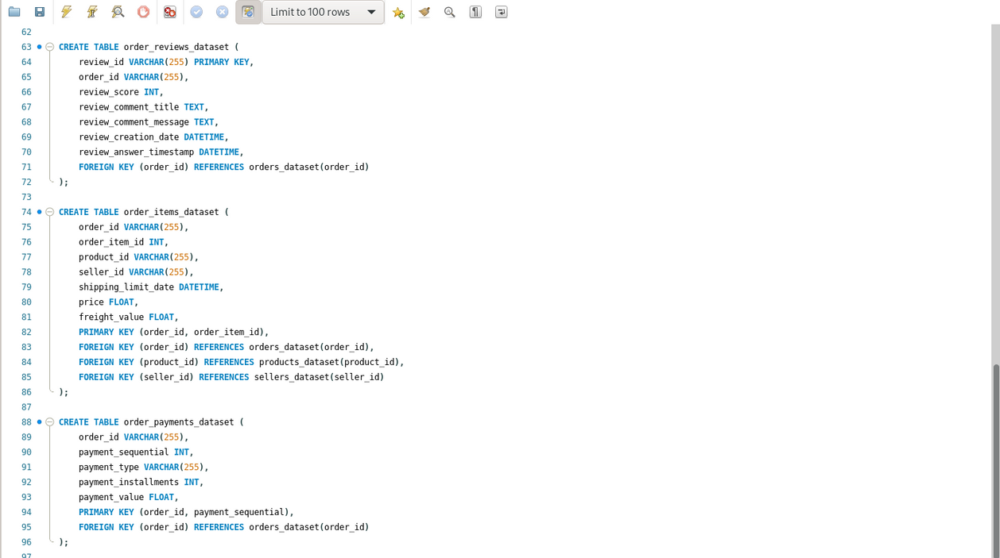 Limit to 100 rows
62
63 CREATE TABLE order_reviews_dataset (
64 review_id VARCHAR(255) PRIMARY KEY,
65 order_id VARCHAR(255),
66 review_score INT,
67 review_comment_title TEXT,
68 review_comment_message TEXT,
69 review_creation_date DATETIME,
70 review_answer_timestamp DATETIME,
71 FOREIGN KEY (order_id) REFERENCES orders_dataset(order_id)
72 );
73
74 CREATE TABLE order_items_dataset (
75 order_id VARCHAR(255),
76 order_item_id INT,
77 product_id VARCHAR(255),
78 seller_id VARCHAR(255),
79 shipping_limit_date DATETIME,
80 price FLOAT,
81 freight_value FLOAT,
82 PRIMARY KEY (order_id, order_item_id),
83 FOREIGN KEY (order_id) REFERENCES orders_dataset(order_id),
84 FOREIGN KEY (product_id) REFERENCES products_dataset(product_id),
85 FOREIGN KEY (seller_id) REFERENCES sellers_dataset(seller_id)
86 );
87
88 CREATE TABLE order_payments_dataset (
89 order_id VARCHAR(255),
90 payment_sequential INT,
91 payment_type VARCHAR(255),
92 payment_installments INT,
93 payment_value FLOAT,
94 PRIMARY KEY (order_id, payment_sequential),
95 FOREIGN KEY (order_id) REFERENCES orders_dataset(order_id)
96 );
97